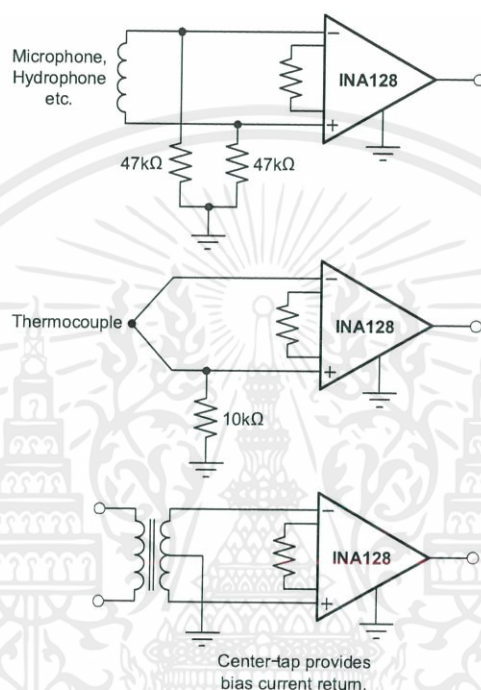 Microphone,
Hydrophone
etc.
INA128
−
+
47kΩ
47kΩ
Thermocouple
INA128
−
+
10kΩ
INA128
−
+
Center-tap provides
bias current return.